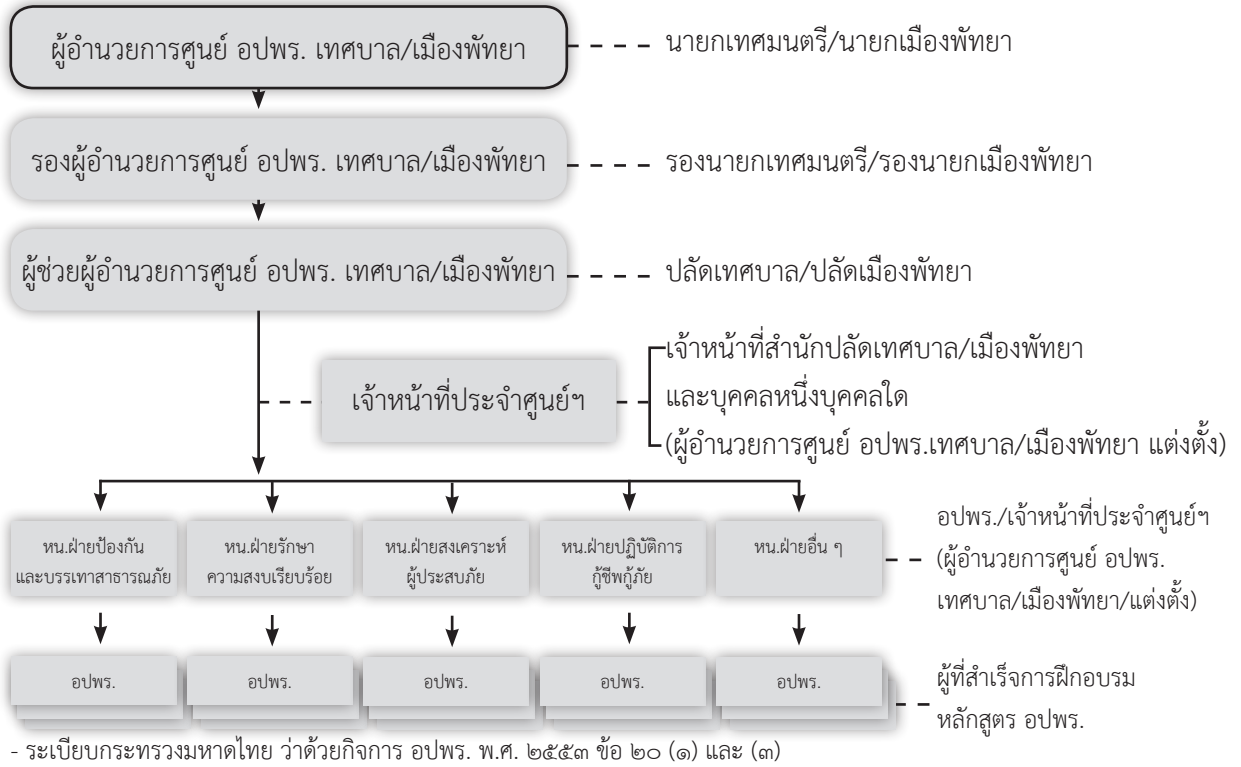 ผู้อำนวยการศูนย์ อปพร. เทศบาล/เมืองพัทยา
นายกเทศมนตรี/นายกเมืองพัทยา
รองผู้อำนวยการศูนย์ อปพร. เทศบาล/เมืองพัทยา
รองนายกเทศมนตรี/รองนายกเมืองพัทยา
ผู้ช่วยผู้อำนวยการศูนย์ อปพร. เทศบาล/เมืองพัทยา
ปลัดเทศบาล/ปลัดเมืองพัทยา
เจ้าหน้าที่ประจำศูนย์ฯ
เจ้าหน้าที่สำนักปลัดเทศบาล/เมืองพัทยา
และบุคคลหนึ่งบุคคลใด
(ผู้อำนวยการศูนย์ อปพร.เทศบาล/เมืองพัทยา แต่งตั้ง)
หน.ฝ่ายป้องกัน
และบรรเทาสาธารณภัย
หน.ฝ่ายรักษา
ความสงบเรียบร้อย
หน.ฝ่ายสงเคราะห์
ผู้ประสบภัย
หน.ฝ่ายปฏิบัติการ
กู้ชีพกู้ภัย
หน.ฝ่ายอื่น ๆ
อปพร./เจ้าหน้าที่ประจำศูนย์ฯ
(ผู้อำนวยการศูนย์ อปพร.
เทศบาล/เมืองพัทยา/แต่งตั้ง)
อปพร.
อปพร.
อปพร.
อปพร.
อปพร.
ผู้ที่สำเร็จการฝึกอบรม
หลักสูตร อปพร.
- ระเบียบกระทรวงมหาดไทย ว่าด้วยกิจการ อปพร. พ.ศ. ๒๕๕๓ ข้อ ๒๐ (๑) และ (๓)